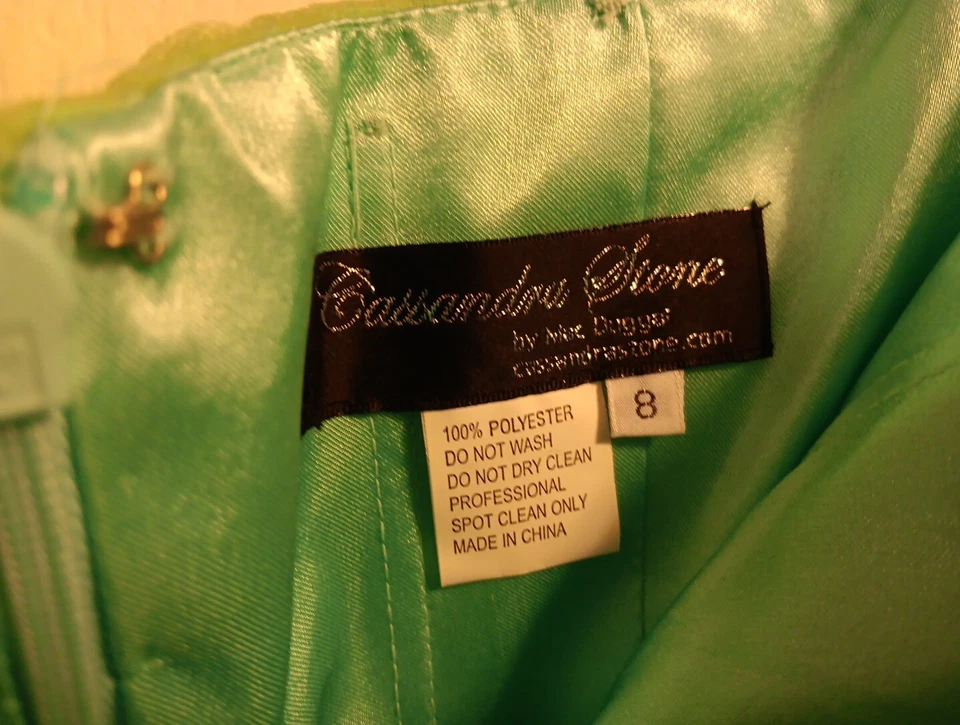 Cassandra Stone
by Mac Duggal
cassandrastone.com
8
100% POLYESTER
DO NOT WASH
DO NOT DRY CLEAN
PROFESSIONAL
SPOT CLEAN ONLY
MADE IN CHINA